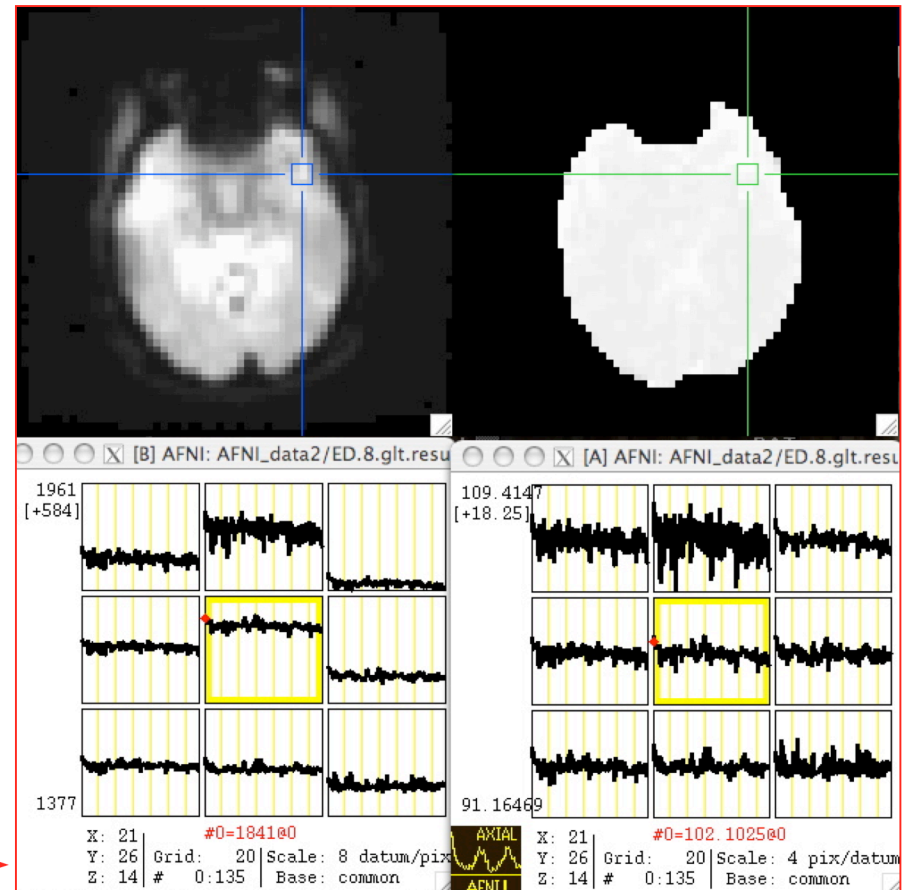 [B] AFNI: AFNI_data2/ED.8.glt.resu
1961
[+584]
1377
X: 21
Y: 26
Z: 14
#0=1841@0
Grid: 20
Scale: 8 datum/pix
# 0:135
Base: common
[A] AFNI: AFNI_data2/ED.8.glt.resu
109.4147
[+18.25]
91.16469
AXIAL
AFNI
X: 21
Y: 26
Z: 14
#0=102.1025@0
Grid: 20
Scale: 4 pix/datum
# 0:135
Base: common